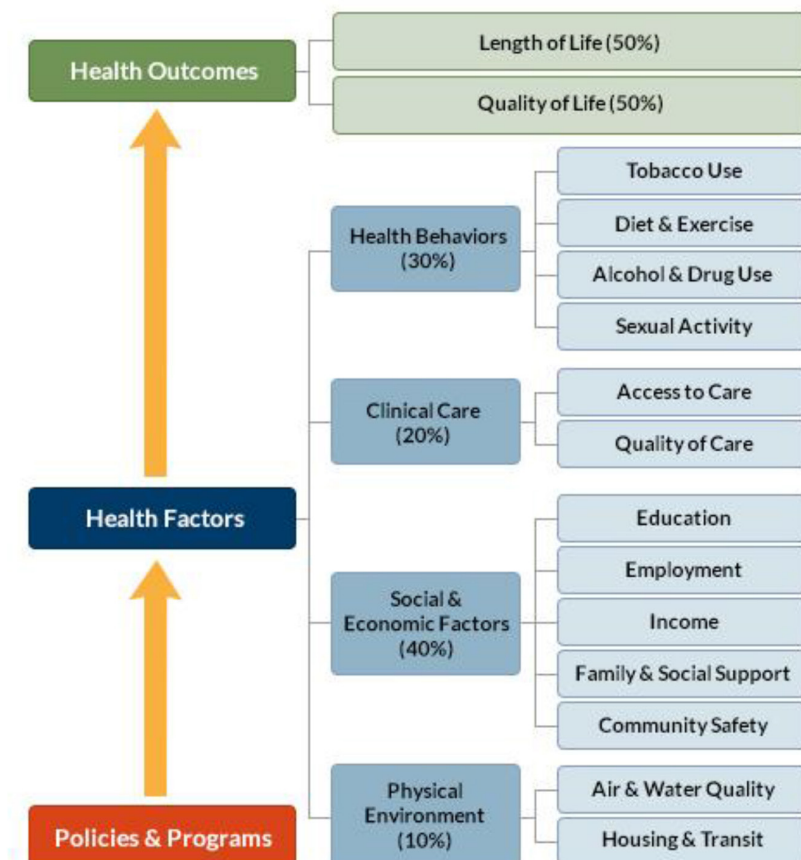 Health Outcomes
Length of Life (50%)
Quality of Life (50%)
Health Behaviors
(30%)
Tobacco Use
Diet & Exercise
Alcohol & Drug Use
Sexual Activity
Clinical Care
(20%)
Access to Care
Quality of Care
Health Factors
Social &
Economic Factors
(40%)
Education
Employment
Income
Family & Social Support
Community Safety
Policies & Programs
Physical
Environment
(10%)
Air & Water Quality
Housing & Transit